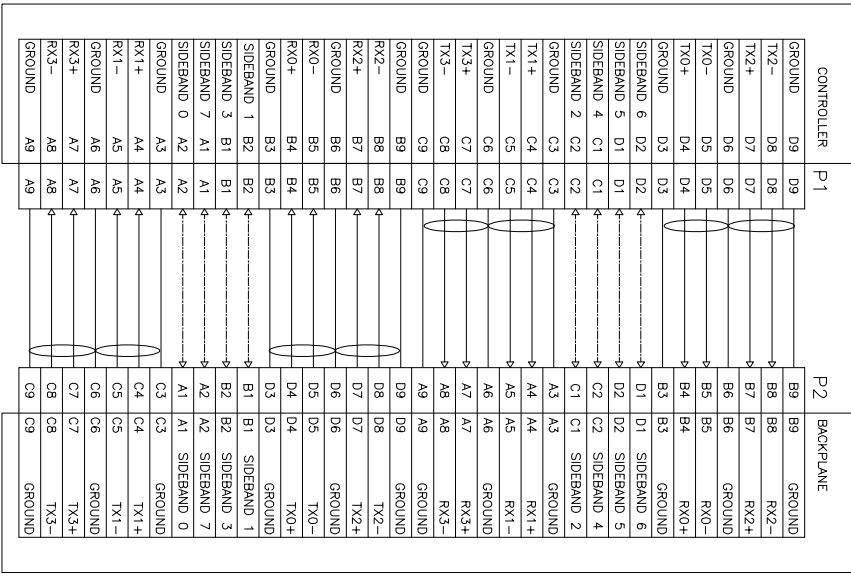 CONTROLLER P1 P2 BACKPLANE
GROUND D9 D9 B9 B9 GROUND
TX2- D8 D8 B8 B8 RX2-
TX2+ D7 D7 B7 B7 RX2+
GROUND D6 D6 B6 B6 GROUND
TX0- D5 D5 B5 B5 RX0-
TX0+ D4 D4 B4 B4 RX0+
GROUND D3 D3 B3 B3 GROUND
SIDEBAND 6 D2 D2 D1 D1 SIDEBAND 6
SIDEBAND 5 D1 D1 D2 D2 SIDEBAND 5
SIDEBAND 4 C1 C1 C2 C2 SIDEBAND 4
SIDEBAND 2 C2 C2 C1 C1 SIDEBAND 2
GROUND C3 C3 A3 A3 GROUND
TX1+ C4 C4 A4 A4 RX1+
TX1- C5 C5 A5 A5 RX1-
GROUND C6 C6 A6 A6 GROUND
TX3+ C7 C7 A7 A7 RX3+
TX3- C8 C8 A8 A8 RX3-
GROUND C9 C9 A9 A9 GROUND
GROUND B9 B9 D9 D9 GROUND
RX2- B8 B8 D8 D8 TX2-
RX2+ B7 B7 D7 D7 TX2+
GROUND B6 B6 D6 D6 GROUND
RX0- B5 B5 D5 D5 TX0-
RX0+ B4 B4 D4 D4 TX0+
GROUND B3 B3 D3 D3 GROUND
SIDEBAND 1 B2 B2 B1 B1 SIDEBAND 1
SIDEBAND 3 B1 B1 B2 B2 SIDEBAND 3
SIDEBAND 7 A1 A1 A2 A2 SIDEBAND 7
SIDEBAND 0 A2 A2 A1 A1 SIDEBAND 0
GROUND A3 A3 C3 C3 GROUND
RX1+ A4 A4 C4 C4 TX1+
RX1- A5 A5 C5 C5 TX1-
GROUND A6 A6 C6 C6 GROUND
RX3+ A7 A7 C7 C7 TX3+
RX3- A8 A8 C8 C8 TX3-
GROUND A9 A9 C9 C9 GROUND